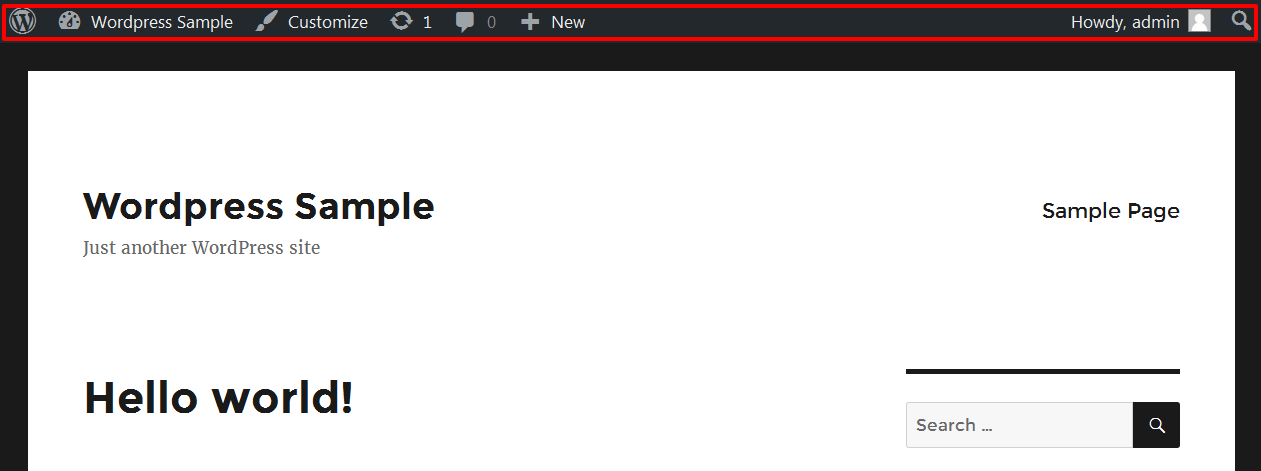 Wordpress Sample Customize 1 0 New Howdy, admin
Wordpress Sample
Sample Page
Just another WordPress site
Hello world!
Search ...